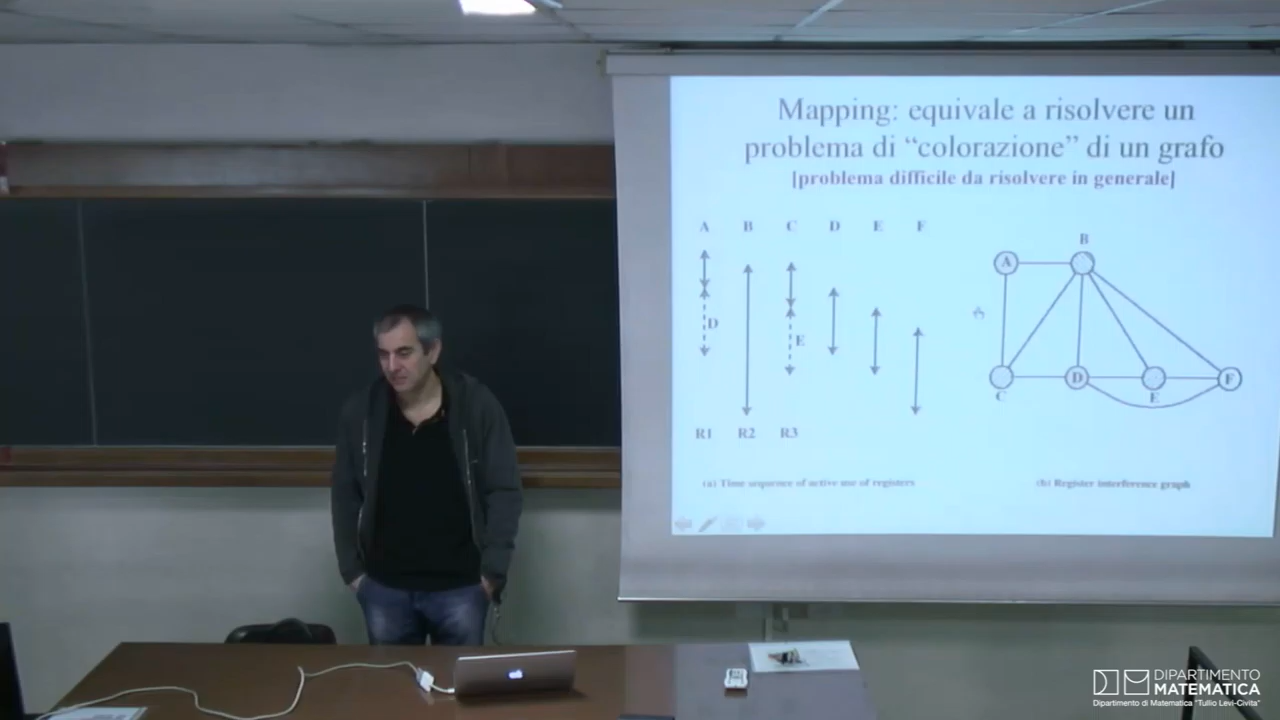 Mapping: equivale a risolvere un
problema di “colorazione” di un grafo
[problema difficile da risolvere in generale]
A B C D E F
D
E
R1 R2 R3
(a) Time sequence of active use of registers
A
B
C
D
E
F
(b) Register interference graph
DIPARTIMENTO
MATEMATICA
Dipartimento di Matematica "Tullio Levi-Civita"